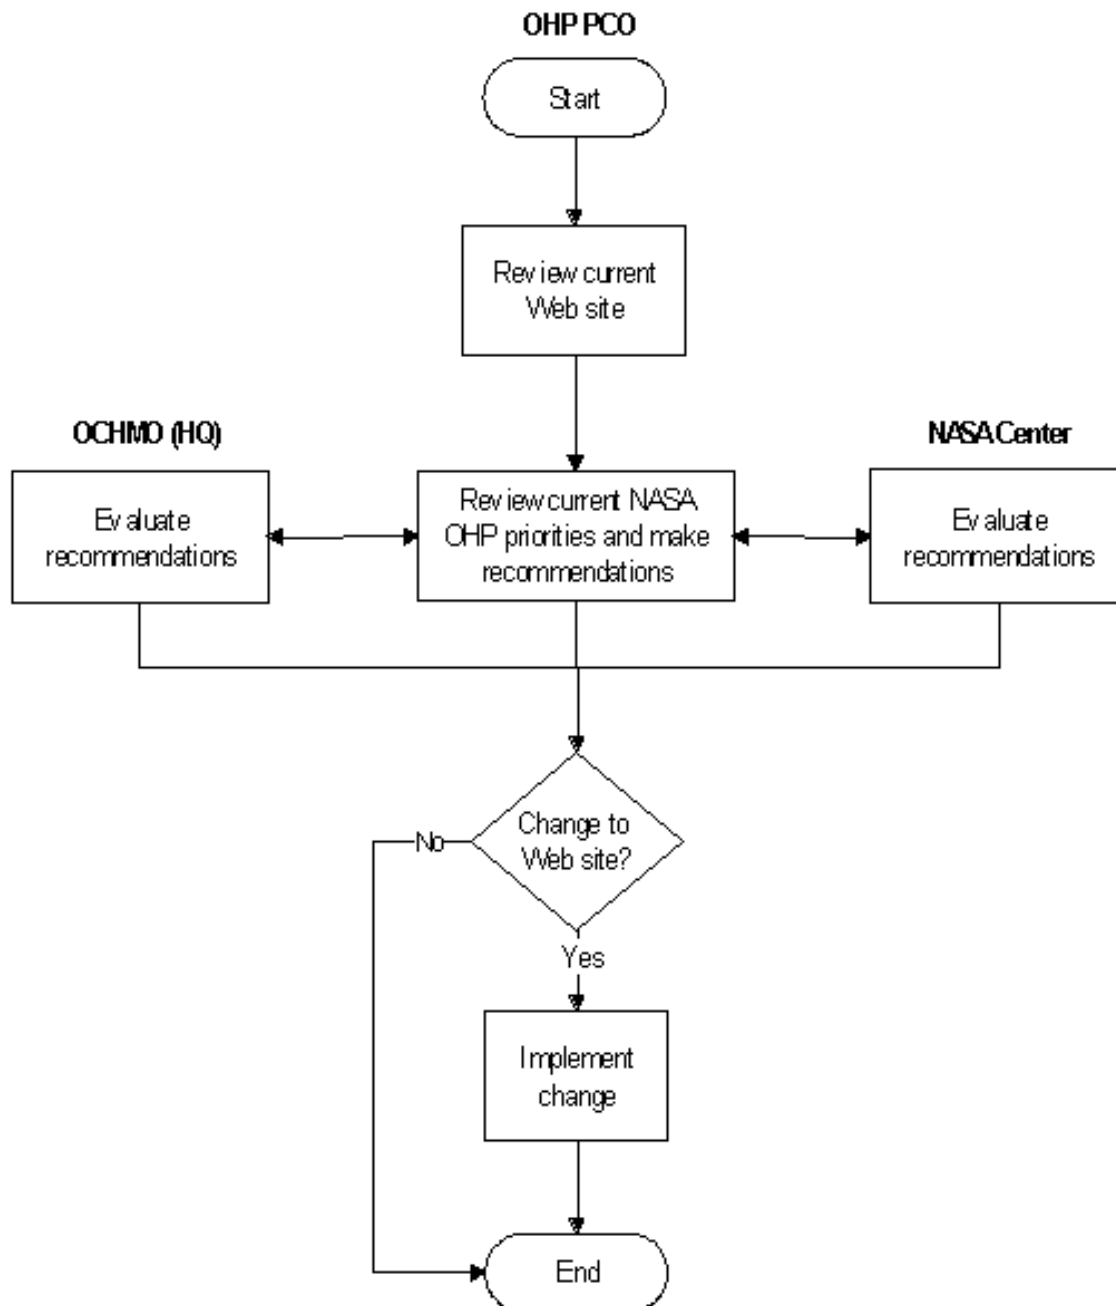 OHP PCO
Start
Review current
Web site
OCHMO (HQ)
NASA Center
Evaluate
recommendations
Review current NASA
OHP priorities and make
recommendations
Evaluate
recommendations
Change to
Web site?
No
Yes
Implement
change
End